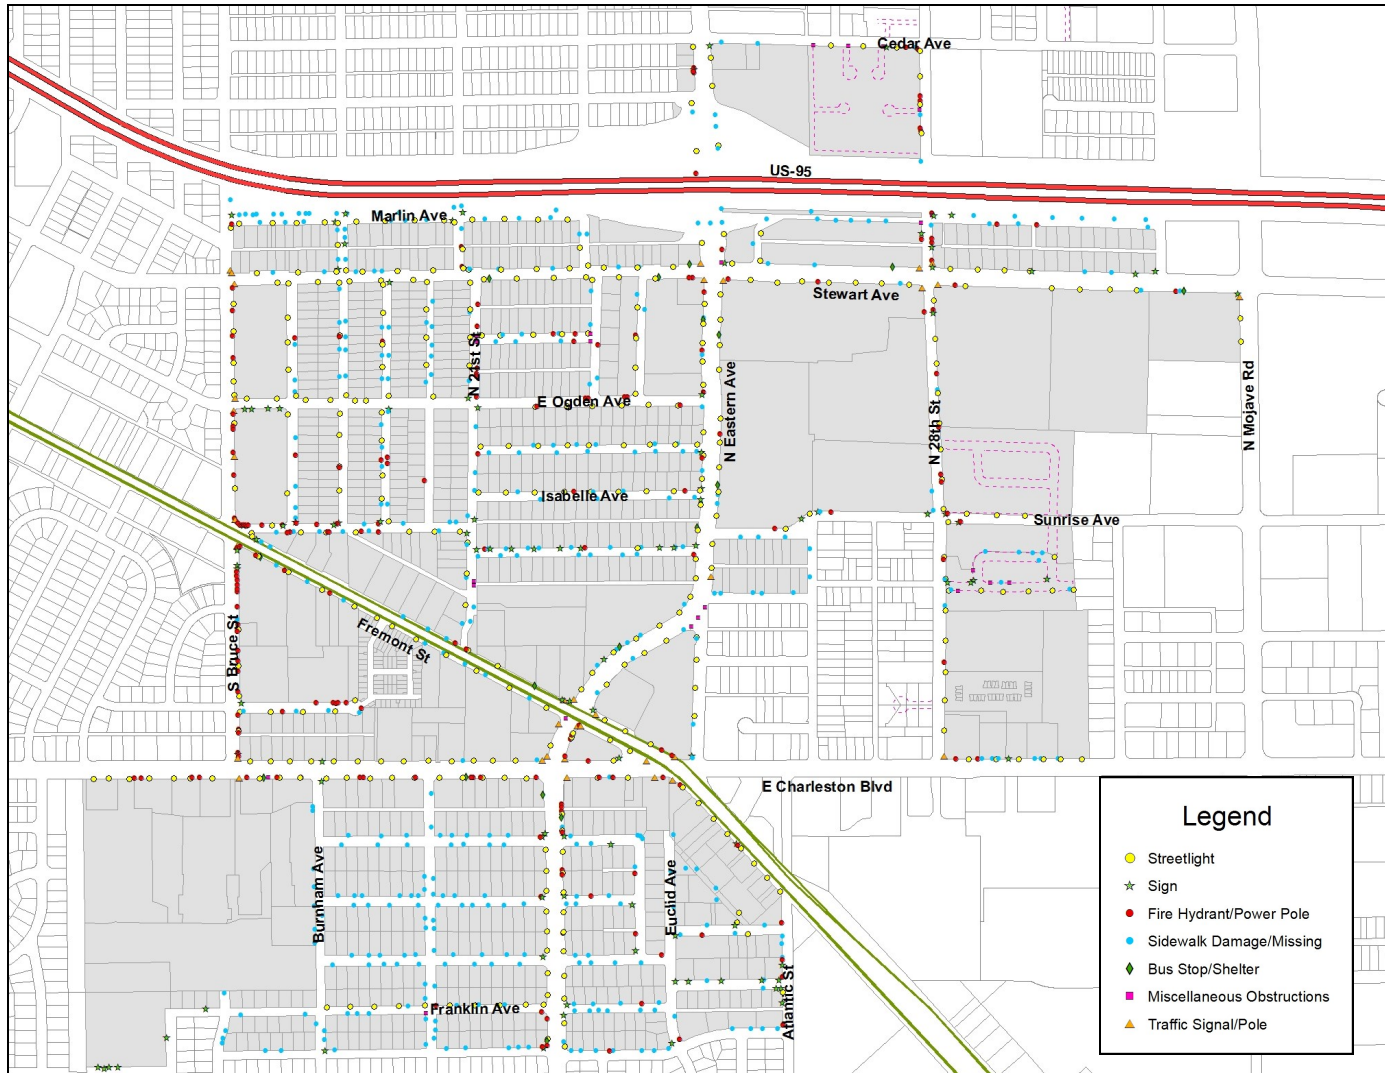 Cedar Ave
US-95
Marlin Ave
Stewart Ave
N 21st St
E Ogden Ave
N Eastern Ave
N 28th St
N Mojave Rd
Isabelle Ave
Sunrise Ave
S Bruce St
Fremont St
E Charleston Blvd
Burnham Ave
Euclid Ave
Franklin Ave
Atlantic St
Legend
Streetlight
Sign
Fire Hydrant/Power Pole
Sidewalk Damage/Missing
Bus Stop/Shelter
Miscellaneous Obstructions
Traffic Signal/Pole